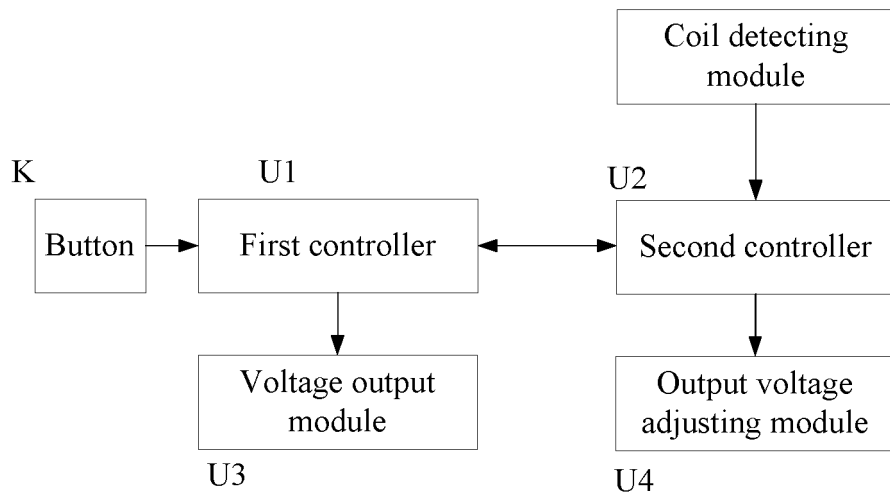 Coil detecting
module
K
U1
U2
Button
First controller
Second controller
Voltage output
module
Output voltage
adjusting module
U3
U4